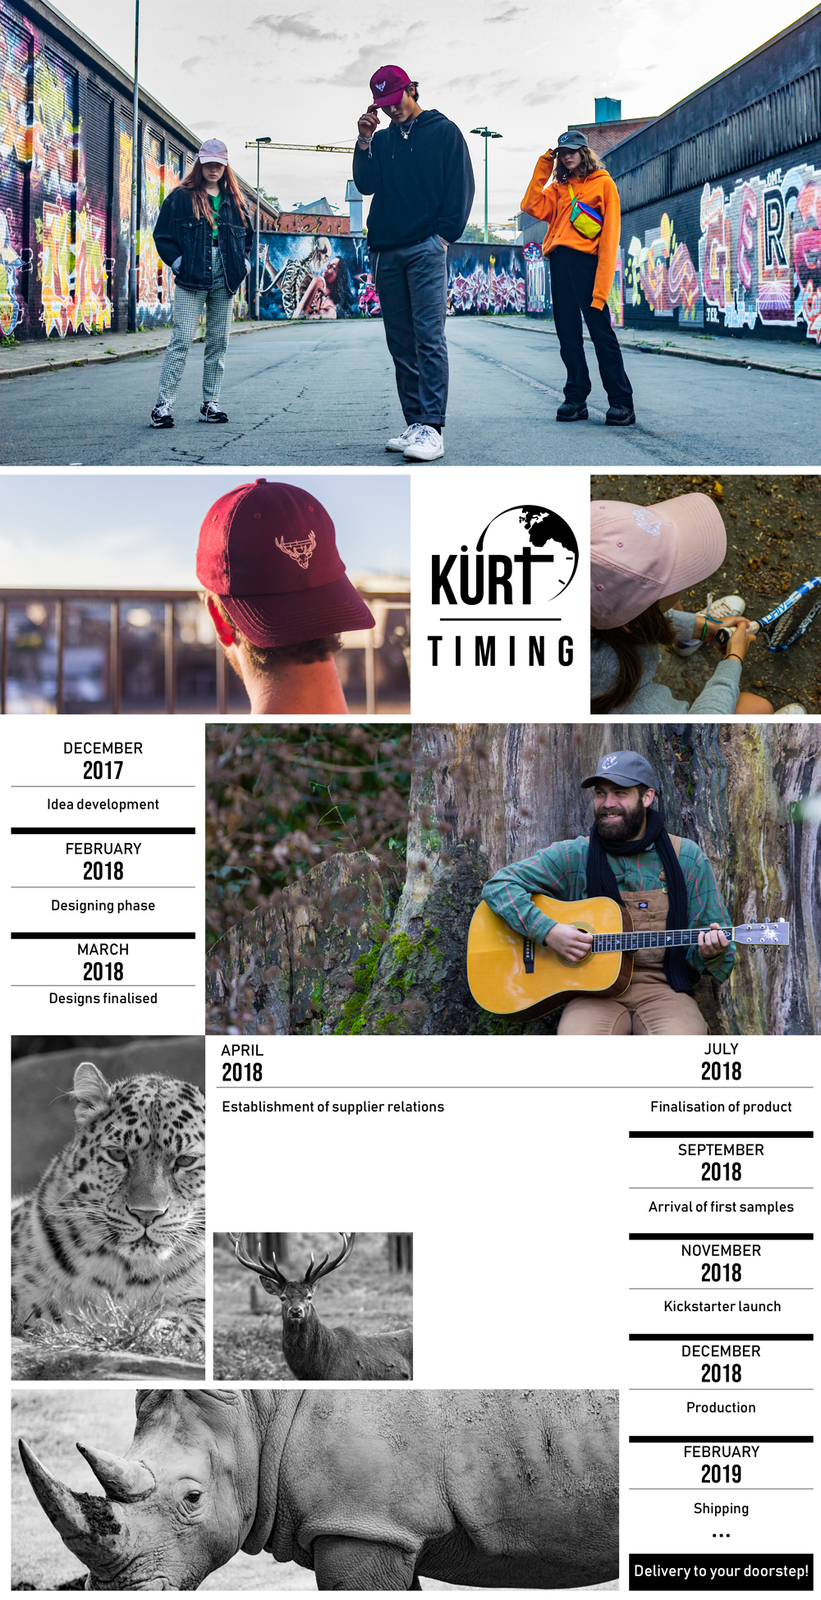 KÜRT
TIMING
DECEMBER
2017
Idea development
FEBRUARY
2018
Designing phase
MARCH
2018
Designs finalised
APRIL
2018
Establishment of supplier relations
JULY
2018
Finalisation of product
SEPTEMBER
2018
Arrival of first samples
NOVEMBER
2018
Kickstarter launch
DECEMBER
2018
Production
FEBRUARY
2019
Shipping
...
Delivery to your doorstep!